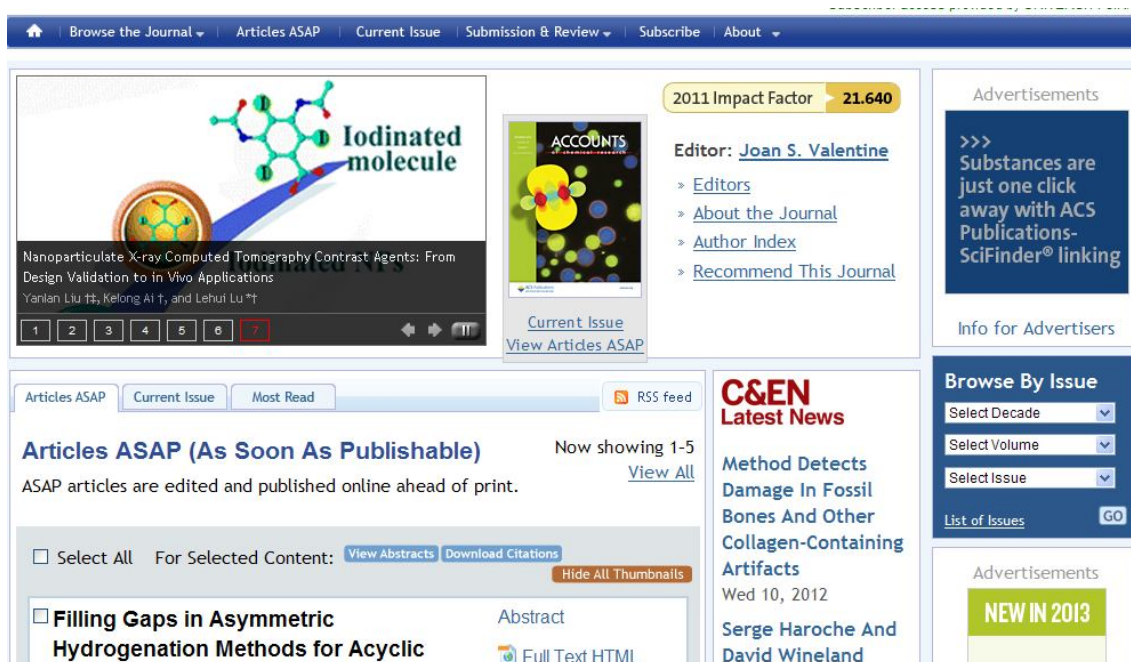 Browse the Journal
Articles ASAP
Current Issue
Submission & Review
Subscribe
About
Iodinated
molecule
Nanoparticulate X-ray Computed Tomography Contrast Agents: From
Design Validation to in Vivo Applications
Yanlan Liu †‡, Kelong Ai †, and Lehui Lu *†
1 2 3 4 5 6 7
ACCOUNTS
of chemical research
Current Issue
View Articles ASAP
2011 Impact Factor 21.640
Editor: Joan S. Valentine
» Editors
» About the Journal
» Author Index
» Recommend This Journal
Advertisements
>>>
Substances are
just one click
away with ACS
Publications-
SciFinder® linking
Info for Advertisers
Articles ASAP
Current Issue
Most Read
RSS feed
Articles ASAP (As Soon As Publishable)
Now showing 1-5
View All
ASAP articles are edited and published online ahead of print.
Select All
For Selected Content:
View Abstracts
Download Citations
Hide All Thumbnails
Filling Gaps in Asymmetric
Hydrogenation Methods for Acyclic
Abstract
Full Text HTML
C&EN
Latest News
Method Detects
Damage In Fossil
Bones And Other
Collagen-Containing
Artifacts
Wed 10, 2012
Serge Haroche And
David Wineland
Browse By Issue
Select Decade
Select Volume
Select Issue
List of Issues
GO
Advertisements
NEW IN 2013